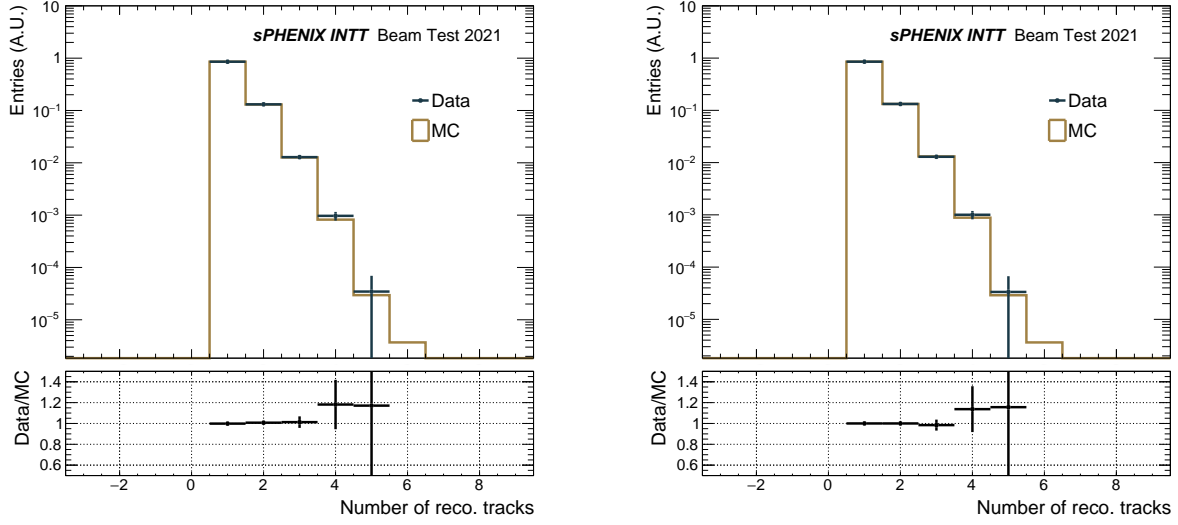 Entries (A.U.)
10
1
10⁻¹
10⁻²
10⁻³
10⁻⁴
10⁻⁵
sPHENIX INTT Beam Test 2021
Data
MC
Data/MC
1.4
1.2
1
0.8
0.6
−2 0 2 4 6 8
Number of reco. tracks
Entries (A.U.)
10
1
10⁻¹
10⁻²
10⁻³
10⁻⁴
10⁻⁵
sPHENIX INTT Beam Test 2021
Data
MC
Data/MC
1.4
1.2
1
0.8
0.6
−2 0 2 4 6 8
Number of reco. tracks